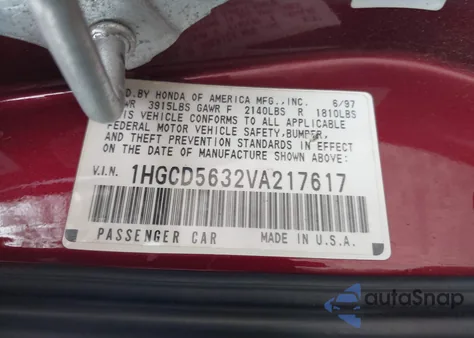 D.BY HONDA OF AMERICA MFG.,INC. 6/97
WR 3915LBS GAWR F 2140LBS R 1810LBS
THIS VEHICLE CONFORMS TO ALL APPLICABLE
FEDERAL MOTOR VEHICLE SAFETY,BUMPER,
AND THEFT PREVENTION STANDARDS IN EFFECT
ON THE DATE OF MANUFACTURE SHOWN ABOVE:
V.I.N. 1HGCD5632VA217617
PASSENGER CAR MADE IN U.S.A.
autoSnap